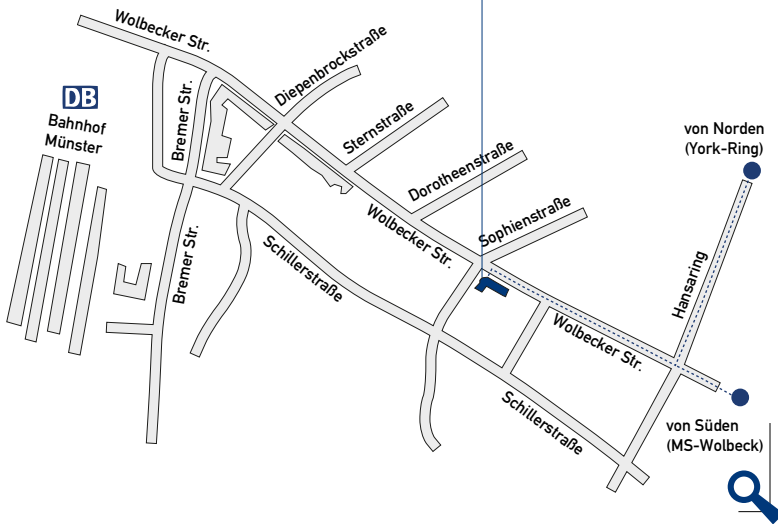 Wolbecker Str.
Diepenbrockstraße
DB
Bahnhof
Münster
Bremer Str.
Sternstraße
von Norden
(York-Ring)
Dorotheenstraße
Wolbecker Str.
Sophienstraße
Bremer Str.
Schillerstraße
Hansaring
Wolbecker Str.
Schillerstraße
von Süden
(MS-Wolbeck)